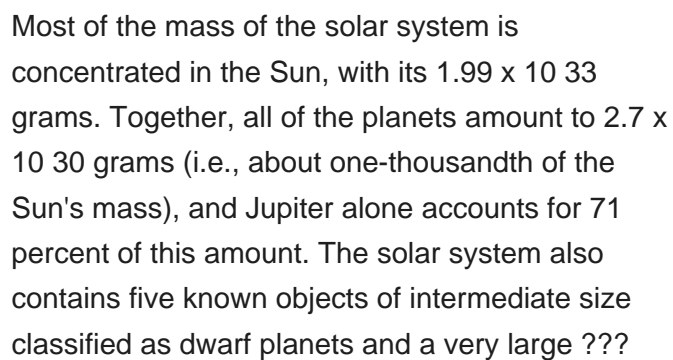 Most of the mass of the solar system is
concentrated in the Sun, with its 1.99 x 10 33
grams. Together, all of the planets amount to 2.7 x
10 30 grams (i.e., about one-thousandth of the
Sun's mass), and Jupiter alone accounts for 71
percent of this amount. The solar system also
contains five known objects of intermediate size
classified as dwarf planets and a very large ???